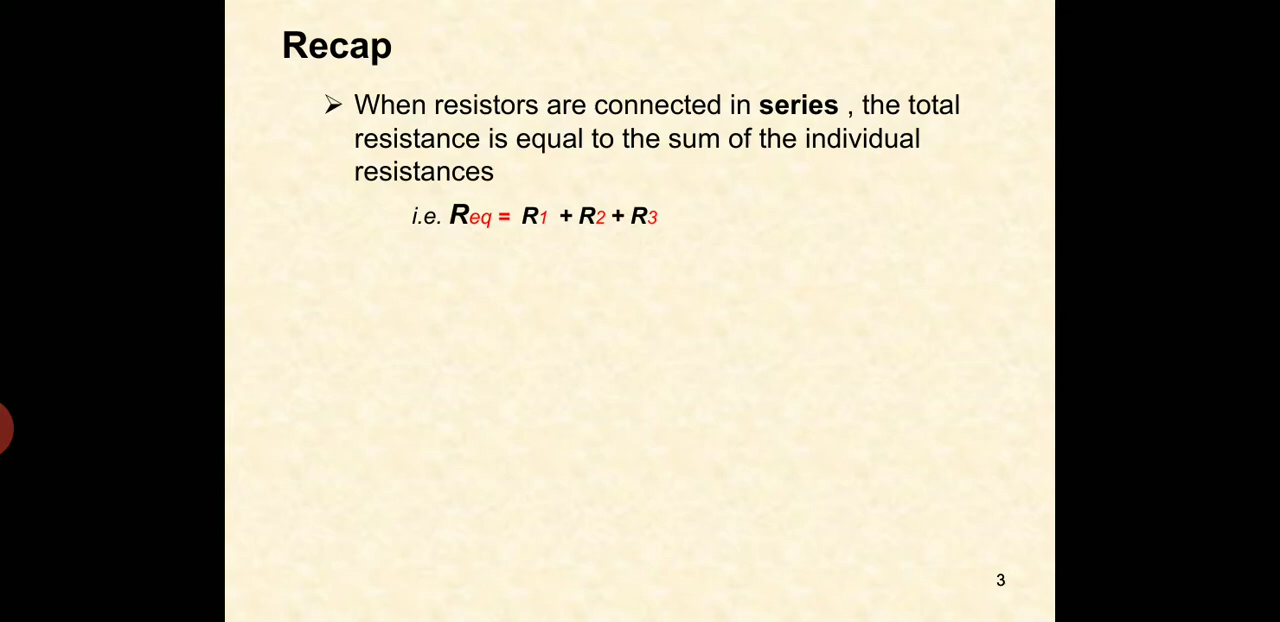 Recap
➢ When resistors are connected in series , the total
resistance is equal to the sum of the individual
resistances
i.e. Req = R1 + R2 + R3
3